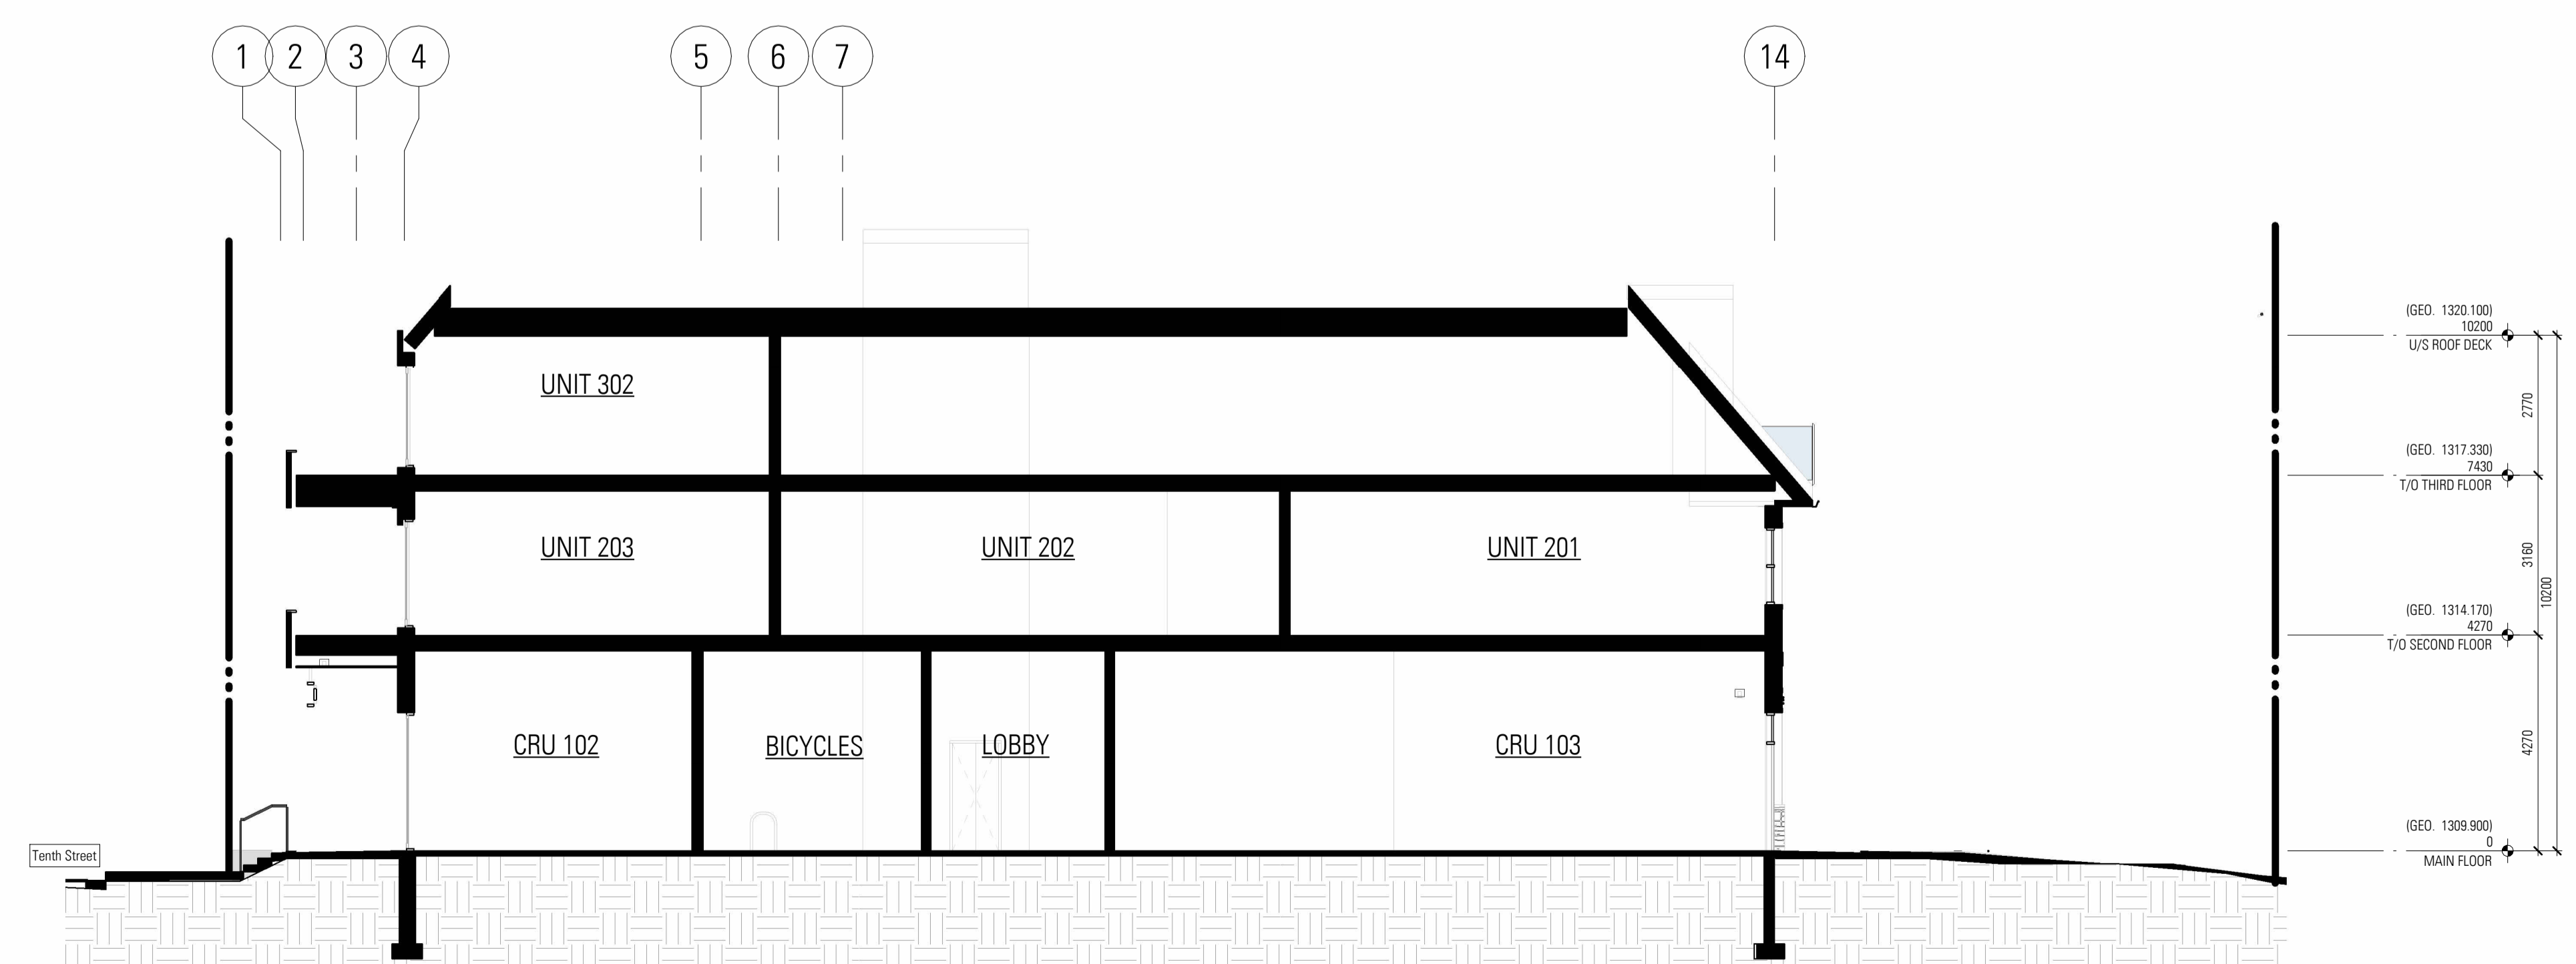 1
2
3
4
5
6
7
14
(GEO. 1320.100)
10200
U/S ROOF DECK
2770
UNIT 302
(GEO. 1317.330)
7430
T/O THIRD FLOOR
UNIT 203
UNIT 202
UNIT 201
3160
10200
(GEO. 1314.170)
4270
T/O SECOND FLOOR
CRU 102
BICYCLES
LOBBY
CRU 103
4270
(GEO. 1309.900)
0
MAIN FLOOR
Tenth Street